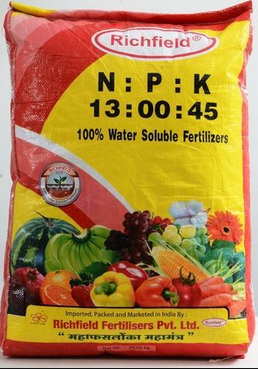 Richfield®
N : P : K
13 : 00 : 45
100% Water Soluble Fertilizers
Imported, Packed and Marketed in India By :
Richfield Fertilisers Pvt. Ltd.
“ महाफसलोंका महामंत्र ”
Richfield